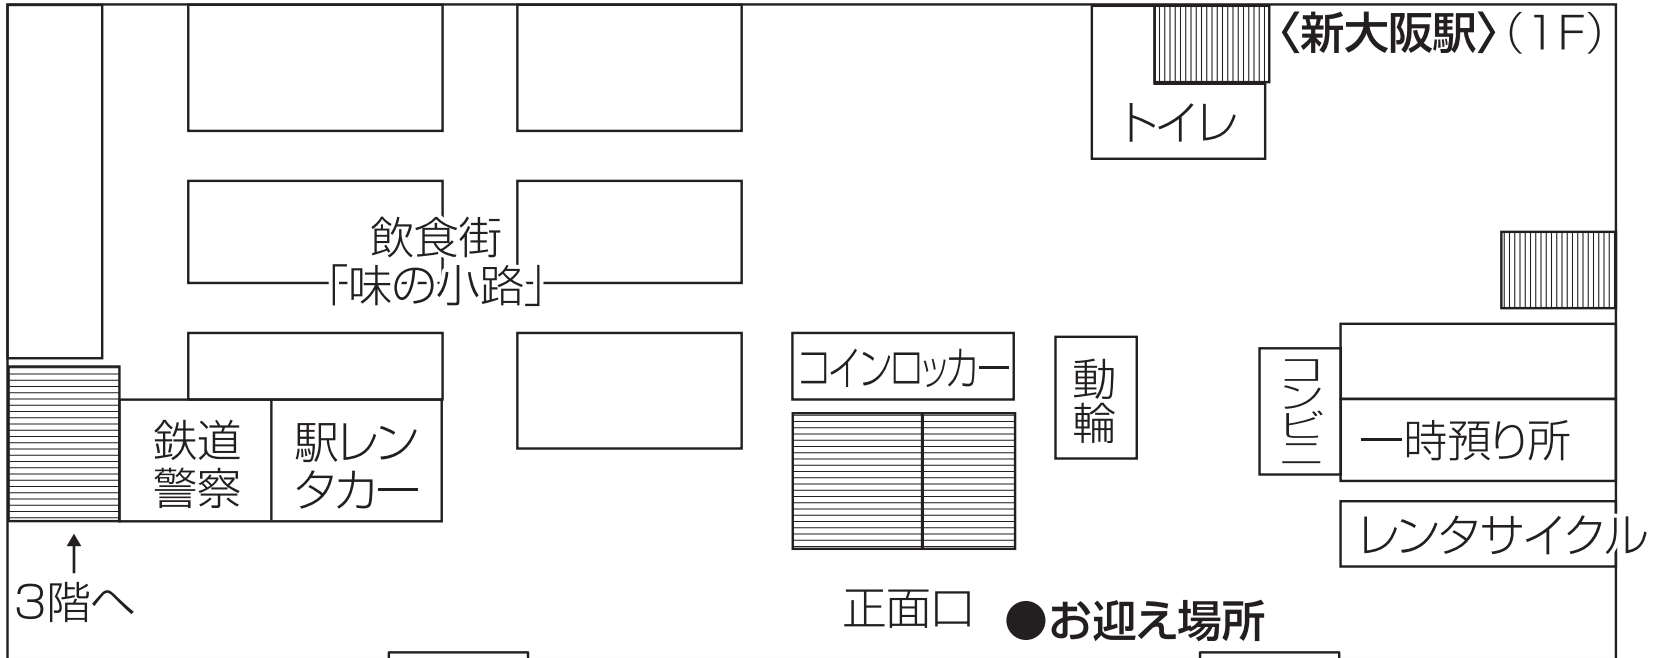 〈新大阪駅〉（1F）
トイレ
飲食街
「味の小路」
コインロッカー
動輪
コンビニ
一時預り所
レンタサイクル
鉄道
警察
駅レン
タカー
3階へ
正面口
●お迎え場所